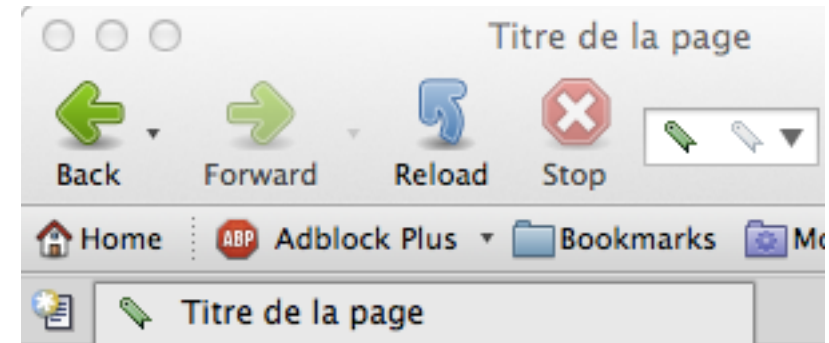 Titre de la page
Back Forward Reload Stop
Home ABP Adblock Plus Bookmarks
Titre de la page